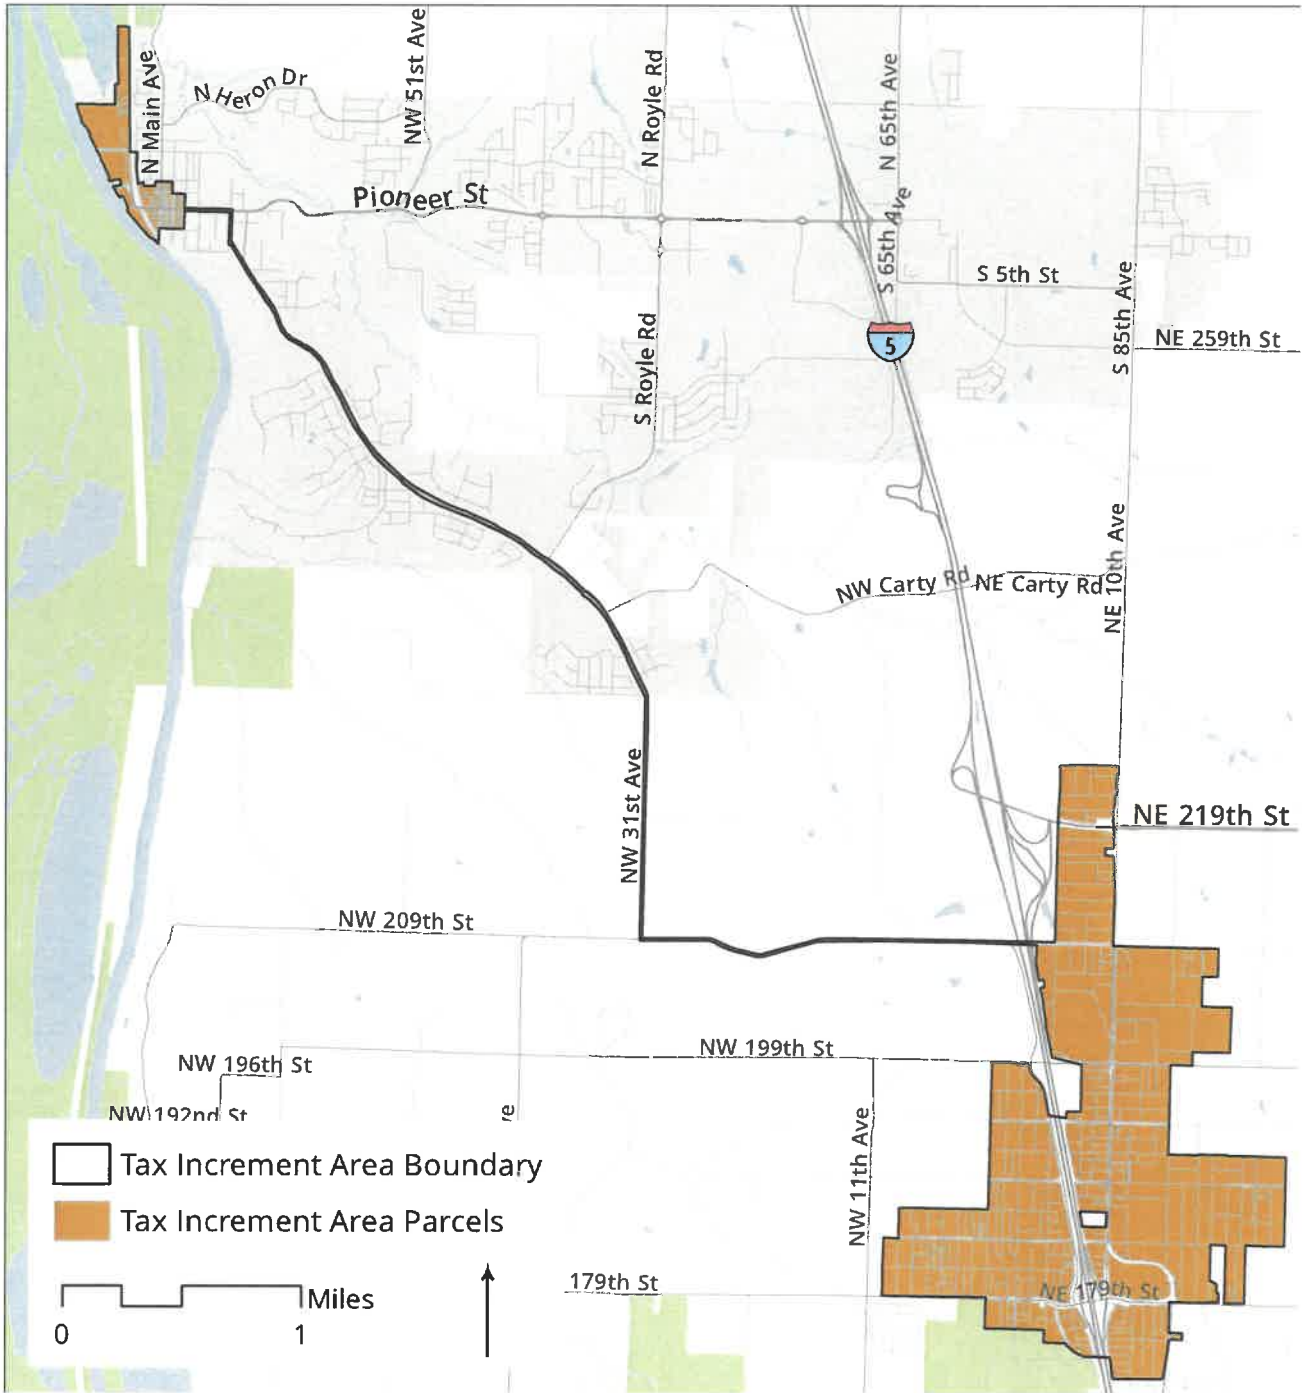 N Main Ave
N Heron Dr
NW 51st Ave
N Royle Rd
N 65th Ave
Pioneer St
S 65th Ave
S 5th St
S 85th Ave
NE 259th St
5
S Royle Rd
NW Carty Rd
NE Carty Rd
NE 10th Ave
NW 31st Ave
NE 219th St
NW 209th St
NW 199th St
NW 196th St
NW 192nd St
ve
NW 11th Ave
179th St
NE 179th St
Tax Increment Area Boundary
Tax Increment Area Parcels
Miles
0 1